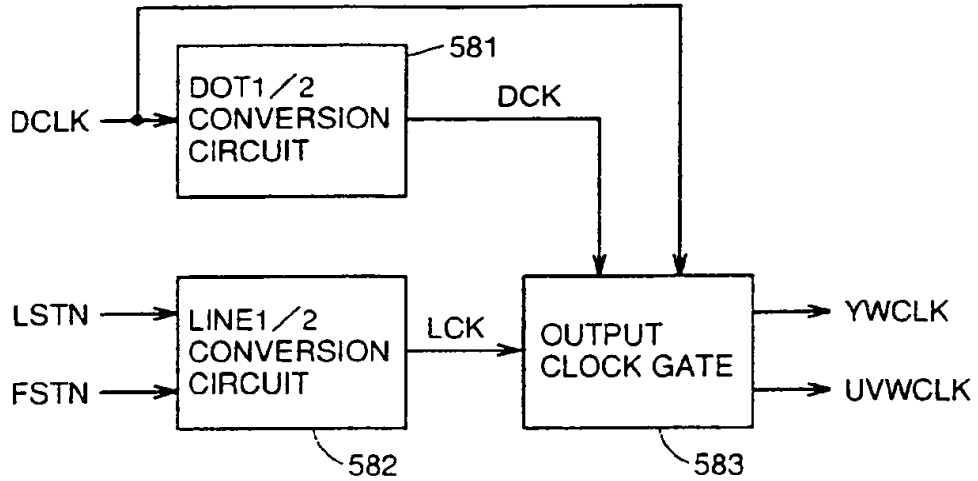 581
DOT1/2
CONVERSION
CIRCUIT
DCLK
DCK
LSTN
FSTN
LINE1/2
CONVERSION
CIRCUIT
LCK
OUTPUT
CLOCK GATE
YWCLK
UVWCLK
582
583